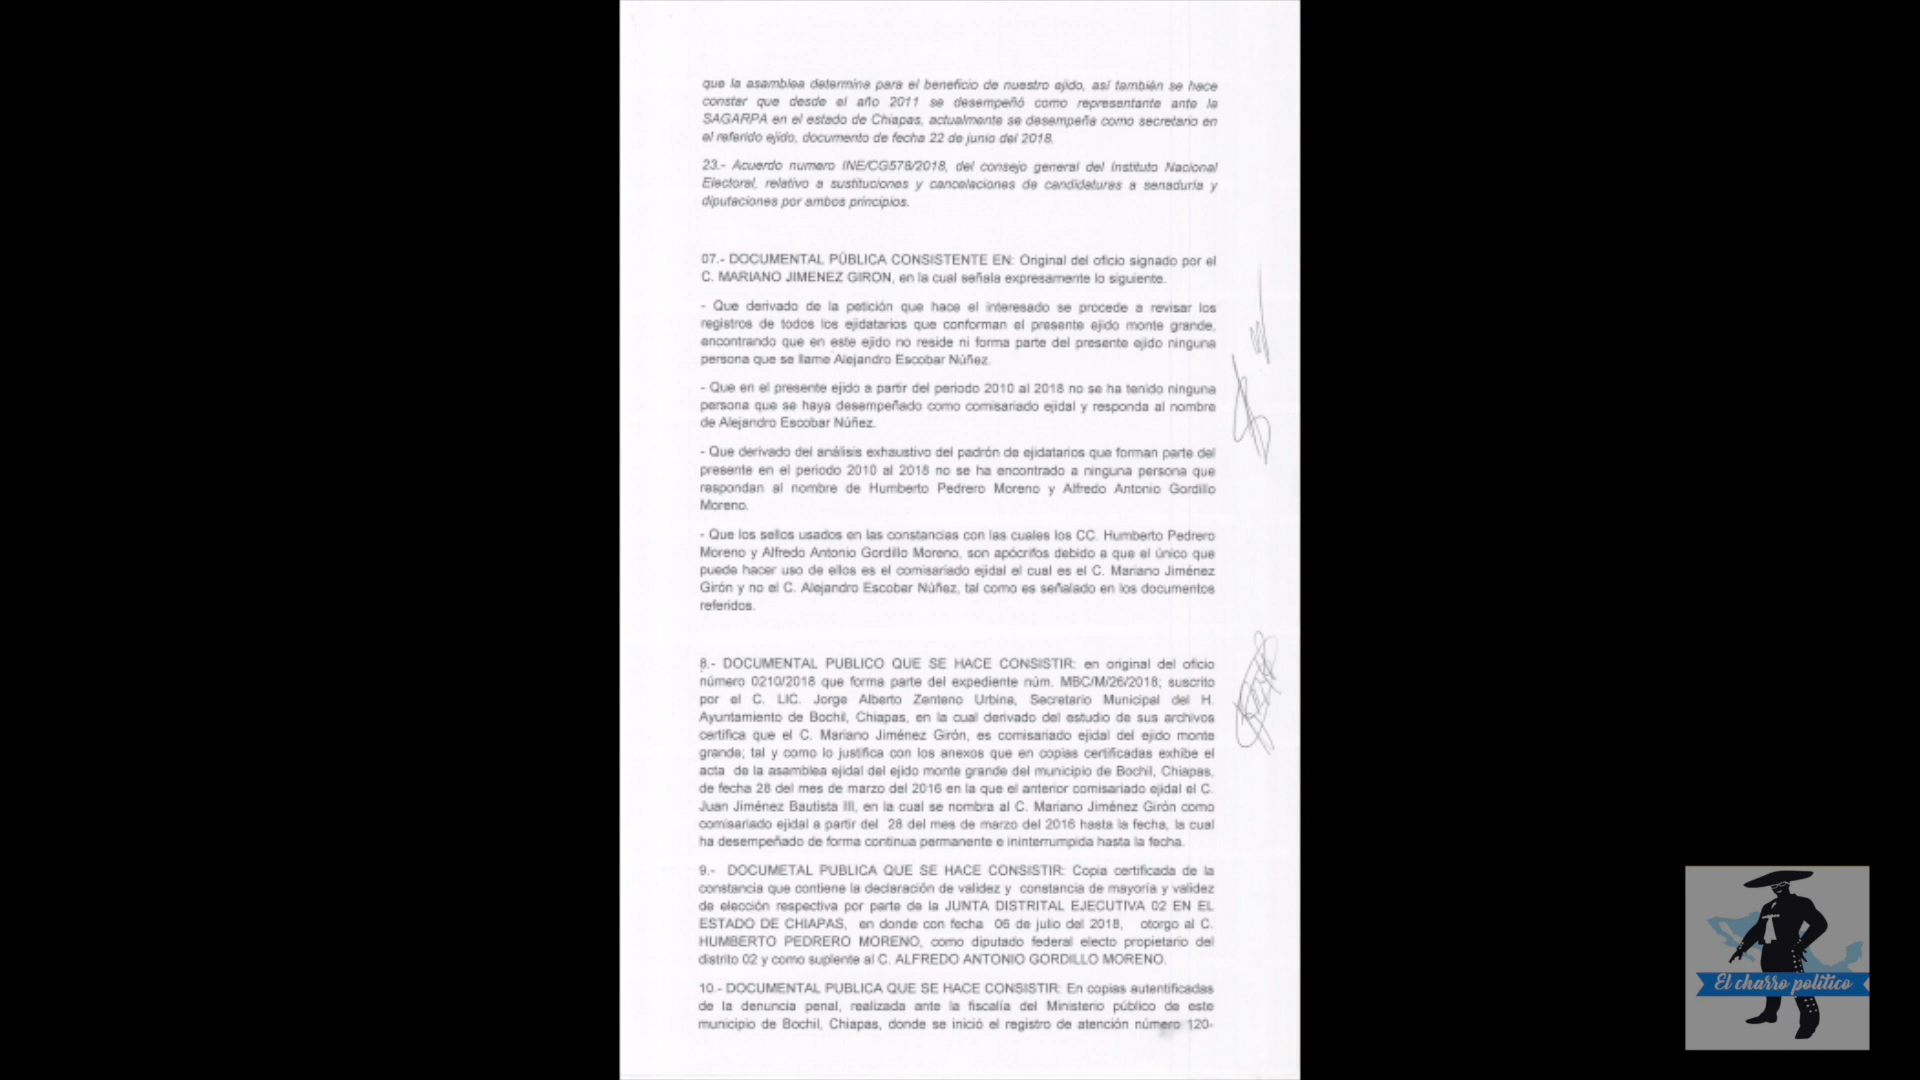 que la asamblea determine para el beneficio de nuestro ejido, así también se hace
constar que desde el año 2011 se desempeñó como representante ante la
SAGARPA en el estado de Chiapas, actualmente se desempeña como secretario en
el referido ejido, documento de fecha 22 de junio del 2018.
23.- Acuerdo numero INE/CG578/2018, del consejo general del Instituto Nacional
Electoral, relativo a sustituciones y cancelaciones de candidaturas a senaduría y
diputaciones por ambos principios.
07.- DOCUMENTAL PÚBLICA CONSISTENTE EN: Original del oficio signado por el
C. MARIANO JIMENEZ GIRON, en la cual señala expresamente lo siguiente.
- Que derivado de la petición que hace el interesado se procede a revisar los
registros de todos los ejidatarios que conforman el presente ejido monte grande,
encontrando que en este ejido no reside ni forma parte del presente ejido ninguna
persona que se llame Alejandro Escobar Núñez.
- Que en el presente ejido a partir del periodo 2010 al 2018 no se ha tenido ninguna
persona que se haya desempeñado como comisariado ejidal y responda al nombre
de Alejandro Escobar Núñez.
- Que derivado del análisis exhaustivo del padrón de ejidatarios que forman parte del
presente en el periodo 2010 al 2018 no se ha encontrado a ninguna persona que
respondan al nombre de Humberto Pedrero Moreno y Alfredo Antonio Gordillo
Moreno.
- Que los sellos usados en las constancias con las cuales los CC. Humberto Pedrero
Moreno y Alfredo Antonio Gordillo Moreno, son apócrifos debido a que el único que
puede hacer uso de ellos es el comisariado ejidal el cual es el C. Mariano Jiménez
Girón y no el C. Alejandro Escobar Núñez, tal como es señalado en los documentos
referidos.
8.- DOCUMENTAL PUBLICO QUE SE HACE CONSISTIR: en original del oficio
número 0210/2018 que forma parte del expediente núm. MBC/M/26/2018; suscrito
por el C. LIC. Jorge Alberto Zenteno Urbina, Secretario Municipal del H.
Ayuntamiento de Bochil, Chiapas, en la cual derivado del estudio de sus archivos
certifica que el C. Mariano Jiménez Girón, es comisariado ejidal del ejido monte
grande; tal y como lo justifica con los anexos que en copias certificadas exhibe el
acta de la asamblea ejidal del ejido monte grande del municipio de Bochil, Chiapas,
de fecha 28 del mes de marzo del 2016 en la que el anterior comisariado ejidal el C.
Juan Jiménez Bautista III, en la cual se nombra al C. Mariano Jiménez Girón como
comisariado ejidal a partir del 28 del mes de marzo del 2016 hasta la fecha, la cual
ha desempeñado de forma continua permanente e ininterrumpida hasta la fecha.
9.- DOCUMETAL PUBLICA QUE SE HACE CONSISTIR: Copia certificada de la
constancia que contiene la declaración de validez y constancia de mayoría y validez
de elección respectiva por parte de la JUNTA DISTRITAL EJECUTIVA 02 EN EL
ESTADO DE CHIAPAS, en donde con fecha 06 de julio del 2018, otorgo al C.
HUMBERTO PEDRERO MORENO, como diputado federal electo propietario del
distrito 02 y como suplente al C. ALFREDO ANTONIO GORDILLO MORENO.
10.- DOCUMENTAL PUBLICA QUE SE HACE CONSISTIR: En copias autentificadas
de la denuncia penal, realizada ante la fiscalía del Ministerio público de este
municipio de Bochil, Chiapas, donde se inició el registro de atención número 120-
El charro político